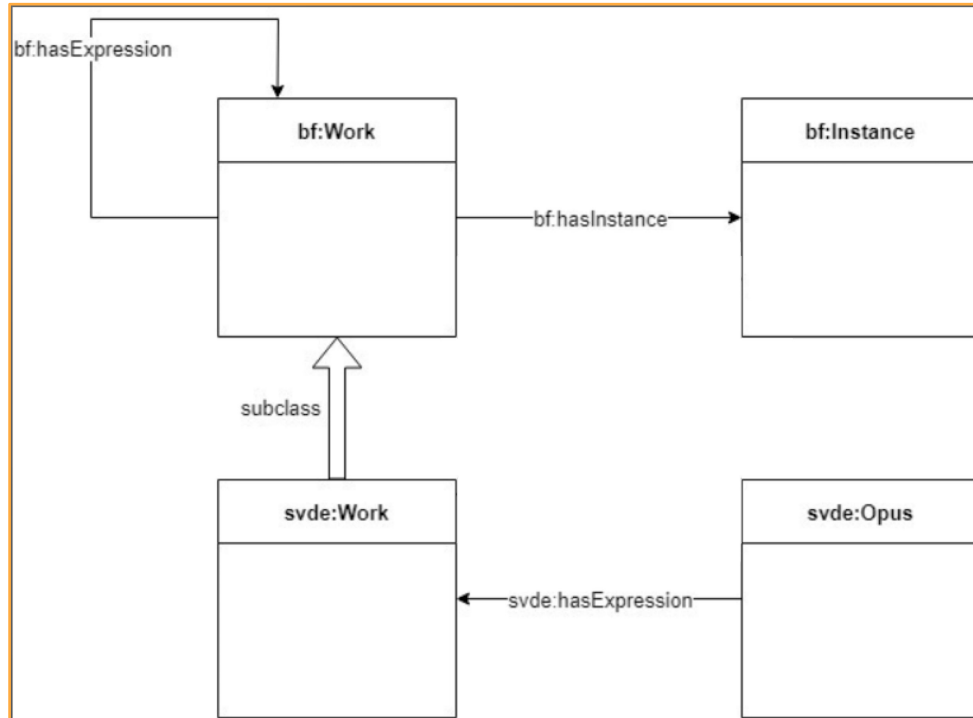 bf:hasExpression
bf:Work
bf:Instance
bf:hasInstance
subclass
svde:Work
svde:Opus
svde:hasExpression